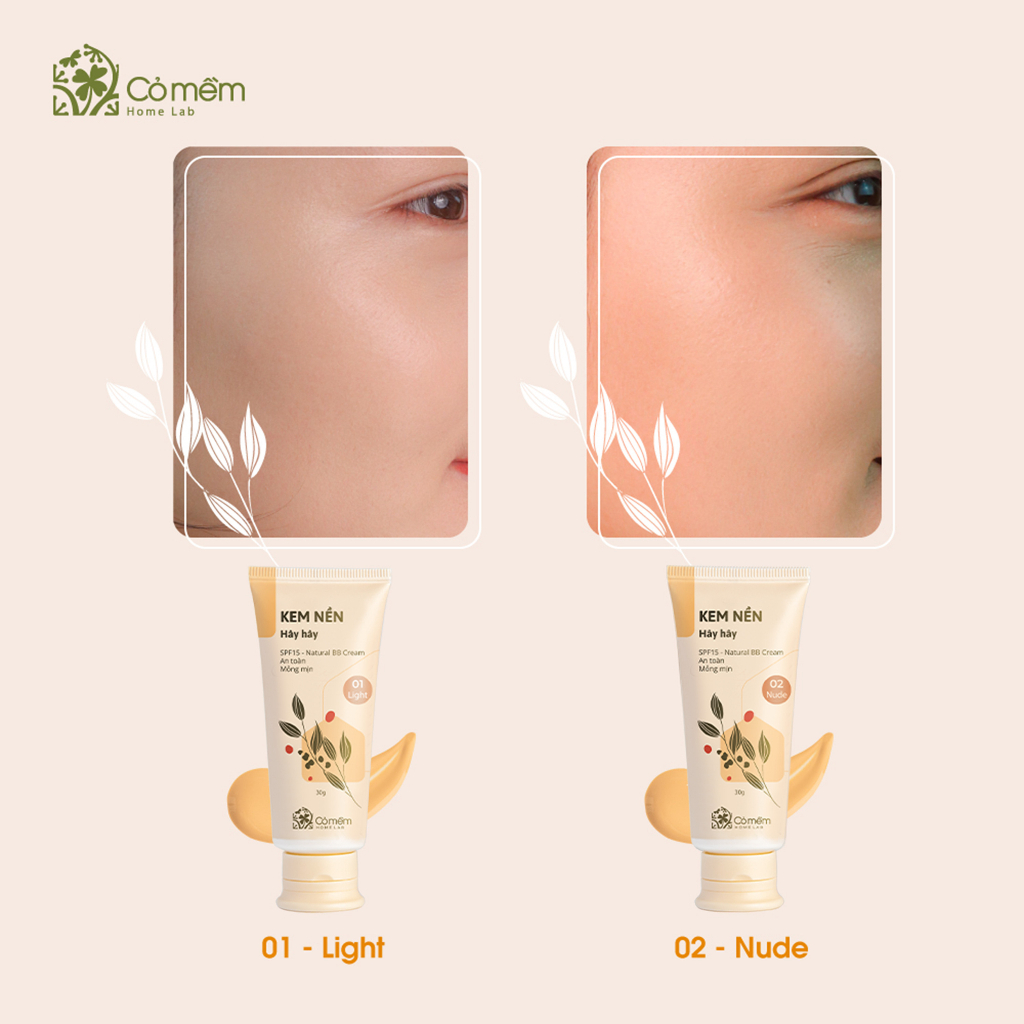 Cỏ mềm
Home Lab
KEM NỀN
Hây hây
SPF15 - Natural BB Cream
An toàn
Mỏng mịn
01
Light
30g
Cỏ mềm
HOME LAB
01 - Light
KEM NỀN
Hây hây
SPF15 - Natural BB Cream
An toàn
Mỏng mịn
02
Nude
30g
Cỏ mềm
HOME LAB
02 - Nude